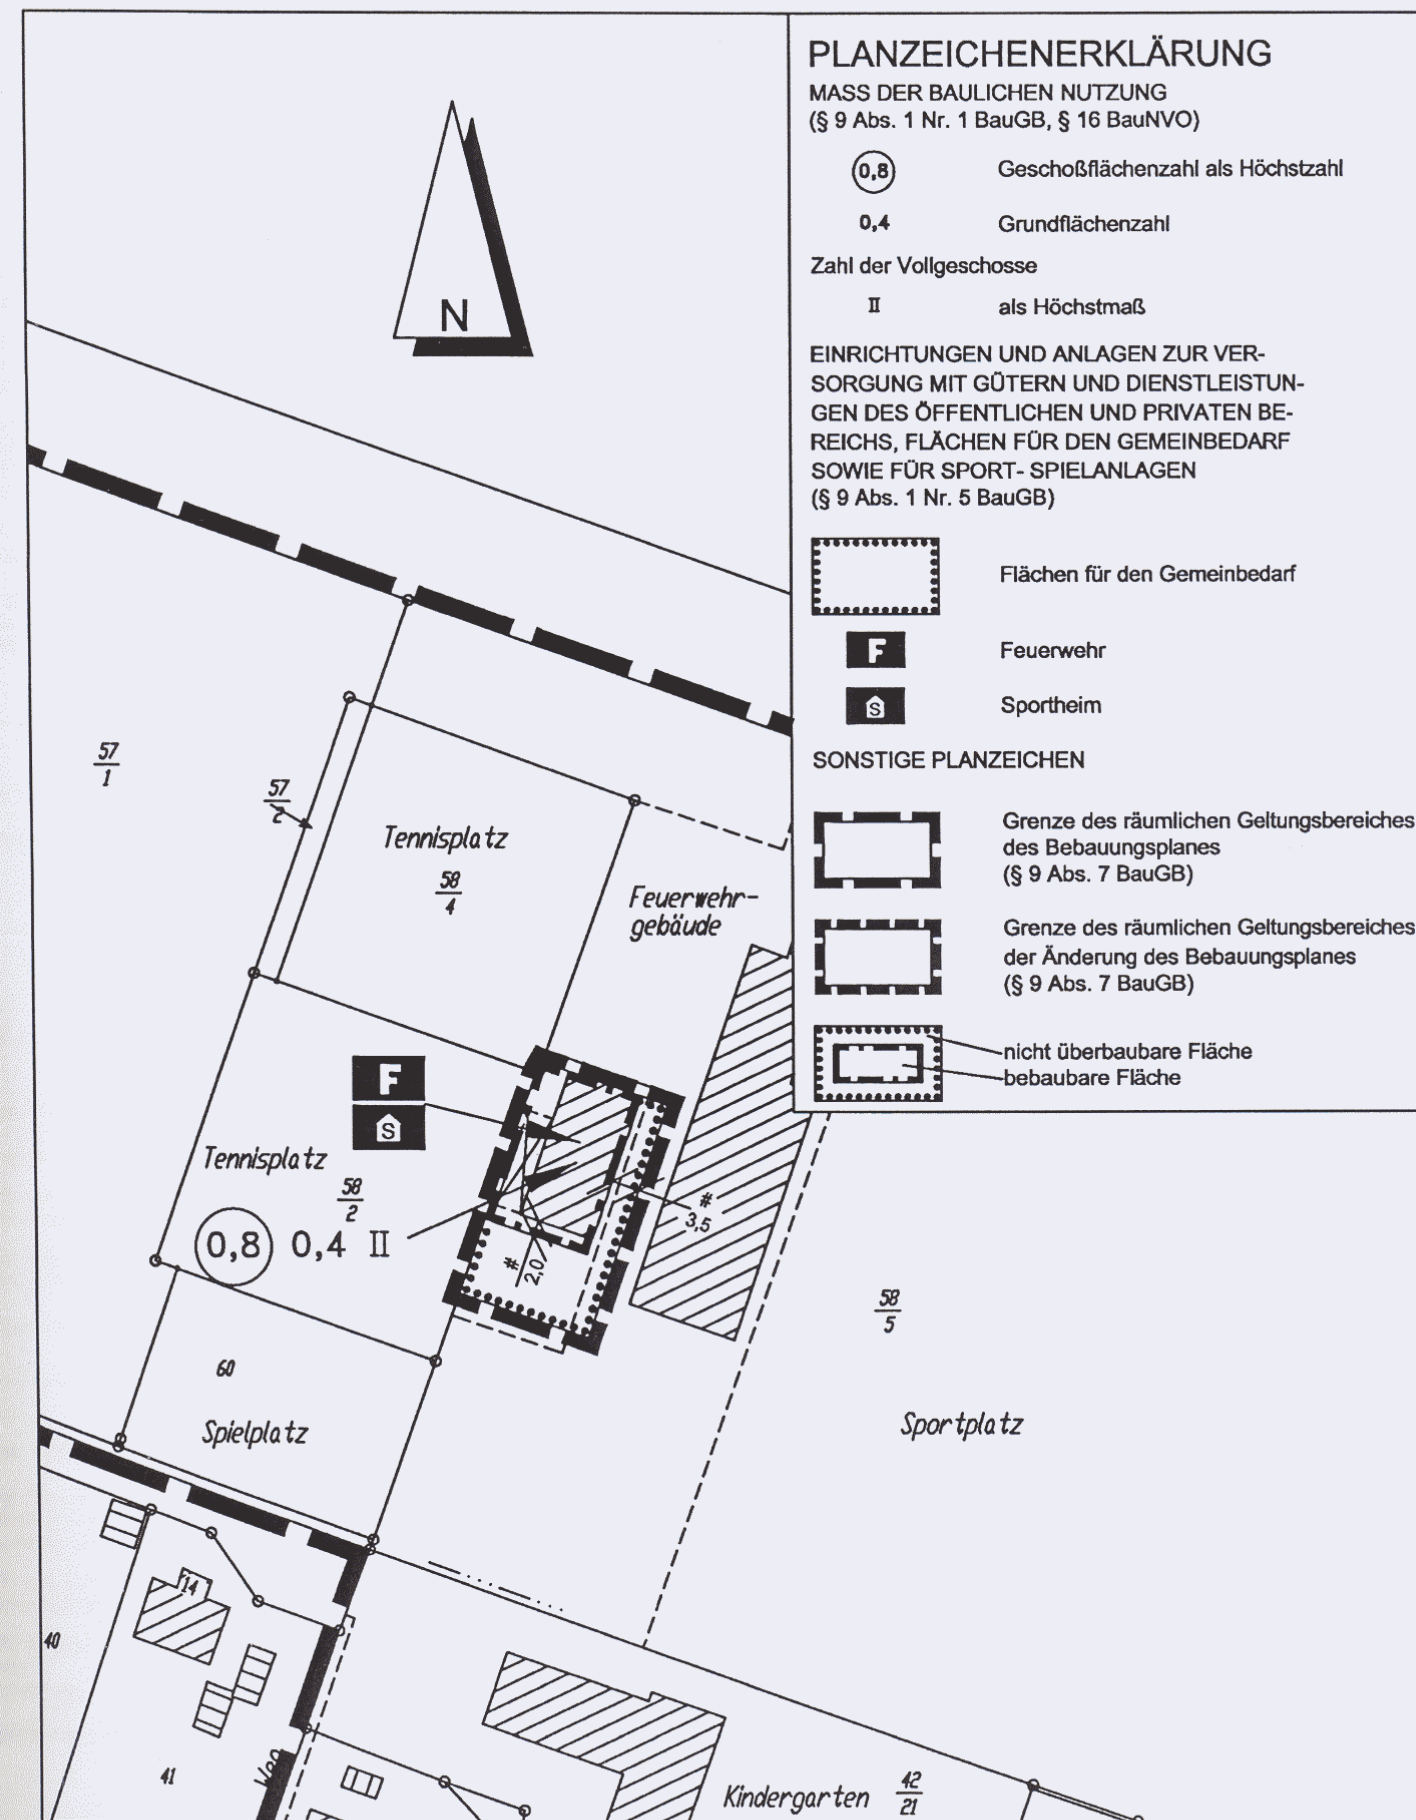 PLANZEICHENERKLÄRUNG
MASS DER BAULICHEN NUTZUNG
(§ 9 Abs. 1 Nr. 1 BauGB, § 16 BauNVO)
0,8 Geschoßflächenzahl als Höchstzahl
0,4 Grundflächenzahl
Zahl der Vollgeschosse
II als Höchstmaß
EINRICHTUNGEN UND ANLAGEN ZUR VER-
SORGUNG MIT GÜTERN UND DIENSTLEISTUN-
GEN DES ÖFFENTLICHEN UND PRIVATEN BE-
REICHS, FLÄCHEN FÜR DEN GEMEINBEDARF
SOWIE FÜR SPORT- SPIELANLAGEN
(§ 9 Abs. 1 Nr. 5 BauGB)
Flächen für den Gemeinbedarf
F Feuerwehr
S Sportheim
SONSTIGE PLANZEICHEN
Grenze des räumlichen Geltungsbereiches
des Bebauungsplanes
(§ 9 Abs. 7 BauGB)
Grenze des räumlichen Geltungsbereiches
der Änderung des Bebauungsplanes
(§ 9 Abs. 7 BauGB)
nicht überbaubare Fläche
bebaubare Fläche
N
57
1
57
2
Tennisplatz
58
4
Feuerwehr-
gebäude
F
S
Tennisplatz
58
2
0,8 0,4 II
#
3,5
#
2,0
58
5
60
Spielplatz
Sportplatz
14
40
41
Weg
Kindergarten
42
21